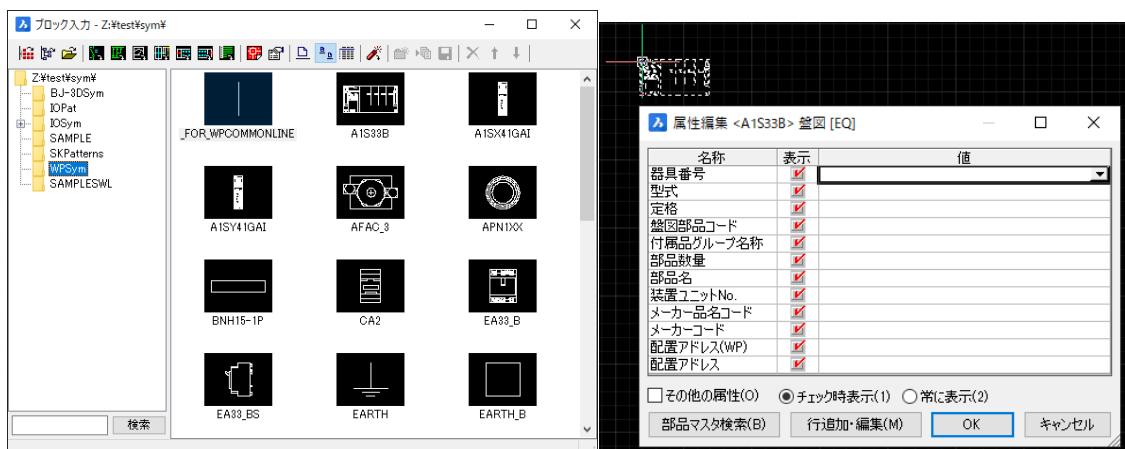 ブロック入力 - Z:¥test¥sym¥
Z:¥test¥sym¥
BJ-3DSym
IOPat
IOSym
SAMPLE
SKPatterns
WPSym
SAMPLESWL
検索
_FOR_WPCOMMONLINE
A1S33B
A1SX41GAI
A1SY41GAI
AFAC_3
APN1XX
BNH15-1P
CA2
EA33_B
EA33_BS
EARTH
EARTH_B
属性編集 <A1S33B> 盤図 [EQ]
名称 表示 値
器具番号
型式
定格
盤図部品コード
付属品グループ名称
部品数量
部品名
装置ユニットNo.
メーカー品名コード
メーカーコード
配置アドレス(WP)
配置アドレス
その他の属性(O) チェック時表示(1) 常に表示(2)
部品マスタ検索(B) 行追加・編集(M) OK キャンセル